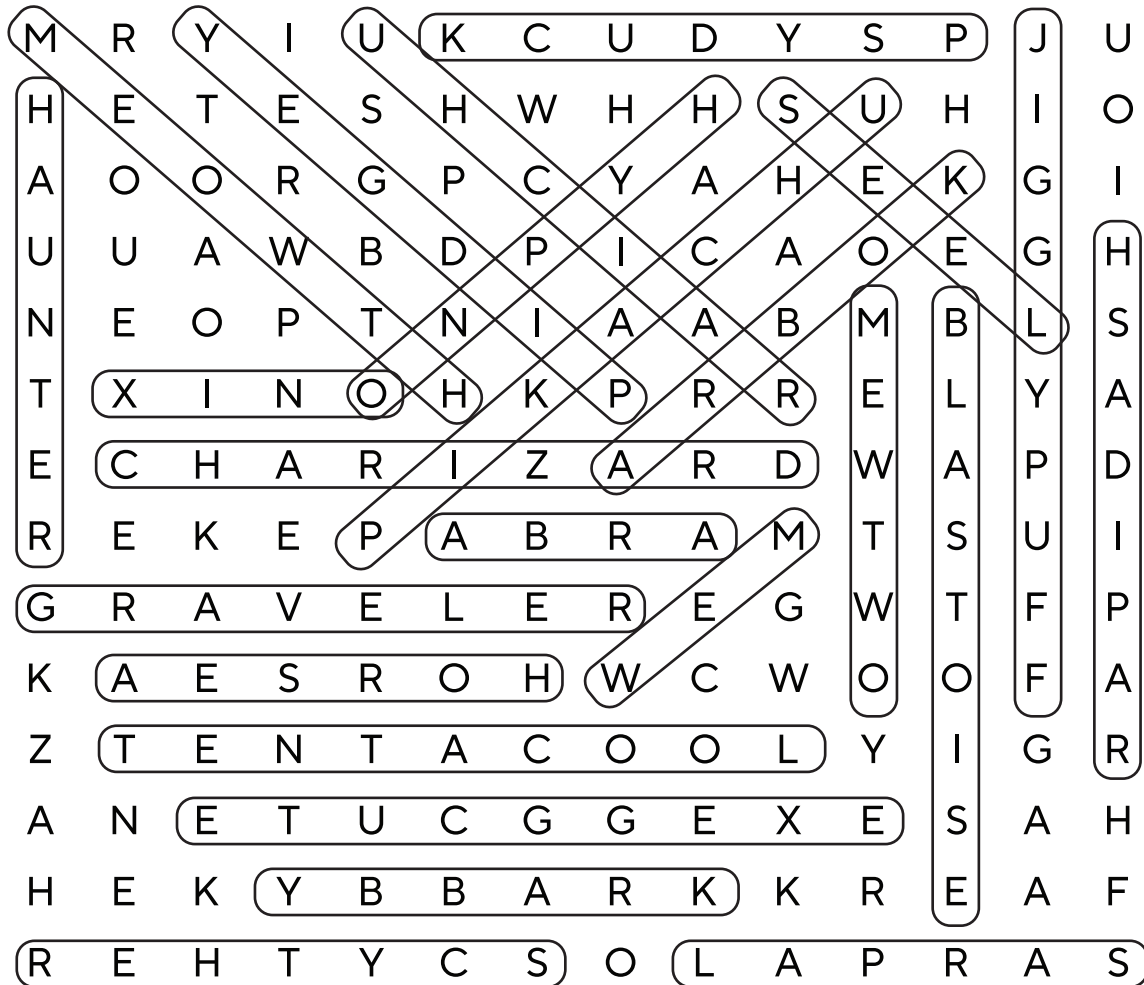 M R Y I U K C U D Y S P J U
H E T E S H W H H S U H I O
A O O R G P C Y A H E K G I
U U A W B D P I C A O E G H
N E O P T N I A A B M B L S
T X I N O H K P R R E L Y A
E C H A R I Z A R D W A P D
R E K E P A B R A M T S U I
G R A V E L E R E G W T F P
K A E S R O H W C W O O F A
Z T E N T A C O O L Y I G R
A N E T U C G G E X E S A H
H E K Y B B A R K K R E A F
R E H T Y C S O L A P R A S